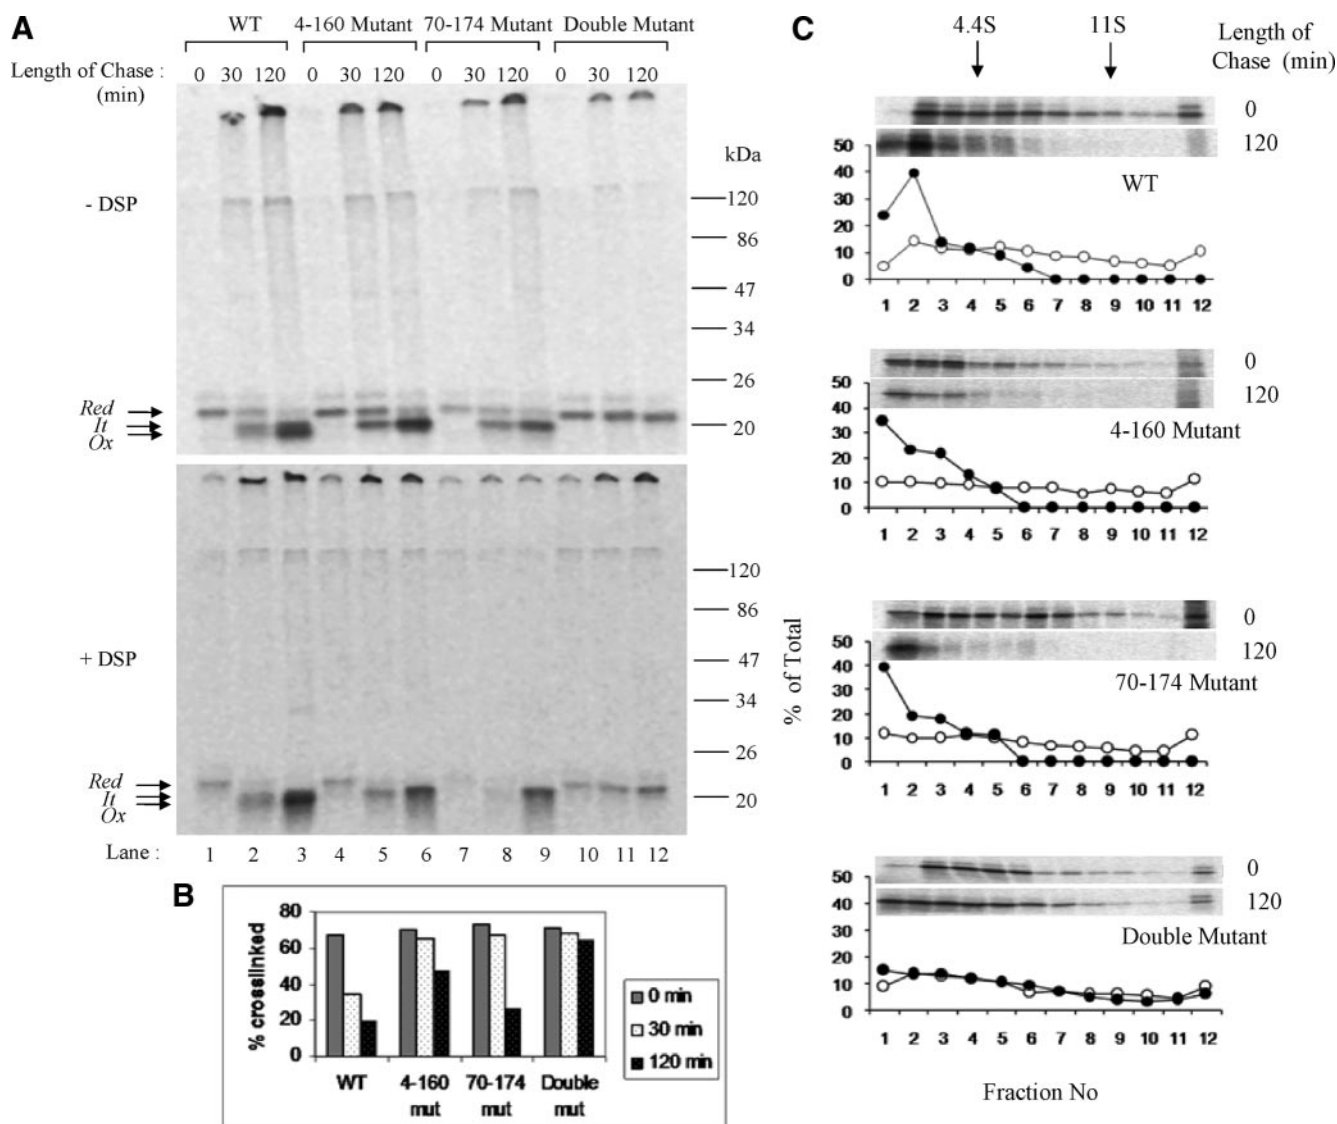 A
WT 4-160 Mutant 70-174 Mutant Double Mutant
Length of Chase : 0 30 120 0 30 120 0 30 120 0 30 120
(min)
kDa
- DSP
120
86
47
34
26
20
Red
It
Ox
+ DSP
120
86
47
34
26
20
Red
It
Ox
Lane : 1 2 3 4 5 6 7 8 9 10 11 12
B
% crosslinked
80
60
40
20
0
WT 4-160 mut 70-174 mut Double mut
0 min
30 min
120 min
C
4.4S 11S Length of
Chase (min)
0
120
WT
50
40
30
20
10
0
1 2 3 4 5 6 7 8 9 10 11 12
0
120
4-160 Mutant
50
40
30
20
10
0
1 2 3 4 5 6 7 8 9 10 11 12
% of Total
0
120
70-174 Mutant
50
40
30
20
10
0
1 2 3 4 5 6 7 8 9 10 11 12
0
120
Double Mutant
50
40
30
20
10
0
1 2 3 4 5 6 7 8 9 10 11 12
Fraction No